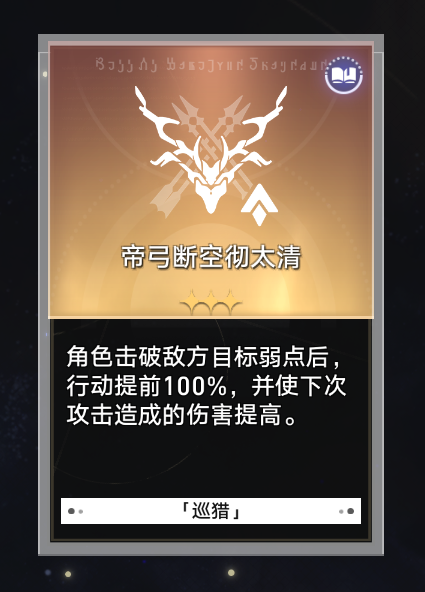 帝弓断空彻太清
角色击破敌方目标弱点后，
行动提前100%，并使下次
攻击造成的伤害提高。
「巡猎」